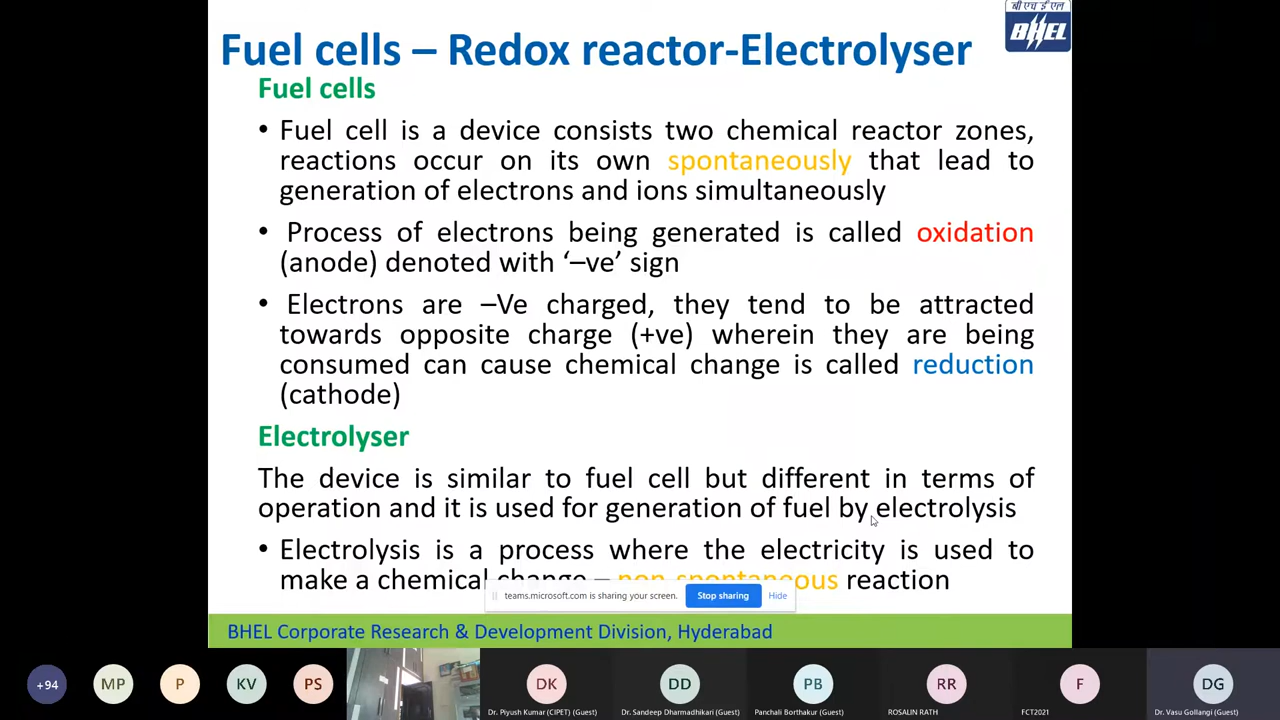 बी एच ई एल
BHEL
Fuel cells – Redox reactor-Electrolyser
Fuel cells
• Fuel cell is a device consists two chemical reactor zones,
reactions occur on its own spontaneously that lead to
generation of electrons and ions simultaneously
• Process of electrons being generated is called oxidation
(anode) denoted with ‘–ve’ sign
• Electrons are –Ve charged, they tend to be attracted
towards opposite charge (+ve) wherein they are being
consumed can cause chemical change is called reduction
(cathode)
Electrolyser
The device is similar to fuel cell but different in terms of
operation and it is used for generation of fuel by electrolysis
• Electrolysis is a process where the electricity is used to
make a chemical change – non-spontaneous reaction
teams.microsoft.com is sharing your screen. Stop sharing Hide
BHEL Corporate Research & Development Division, Hyderabad
+94 MP P KV PS DK DD PB RR F DG
Dr. Piyush Kumar (CIPET) (Guest) Dr. Sandeep Dharmadhikari (Guest) Panchali Borthakur (Guest) ROSALIN RATH FCT2021 Dr. Vasu Gollangi (Guest)